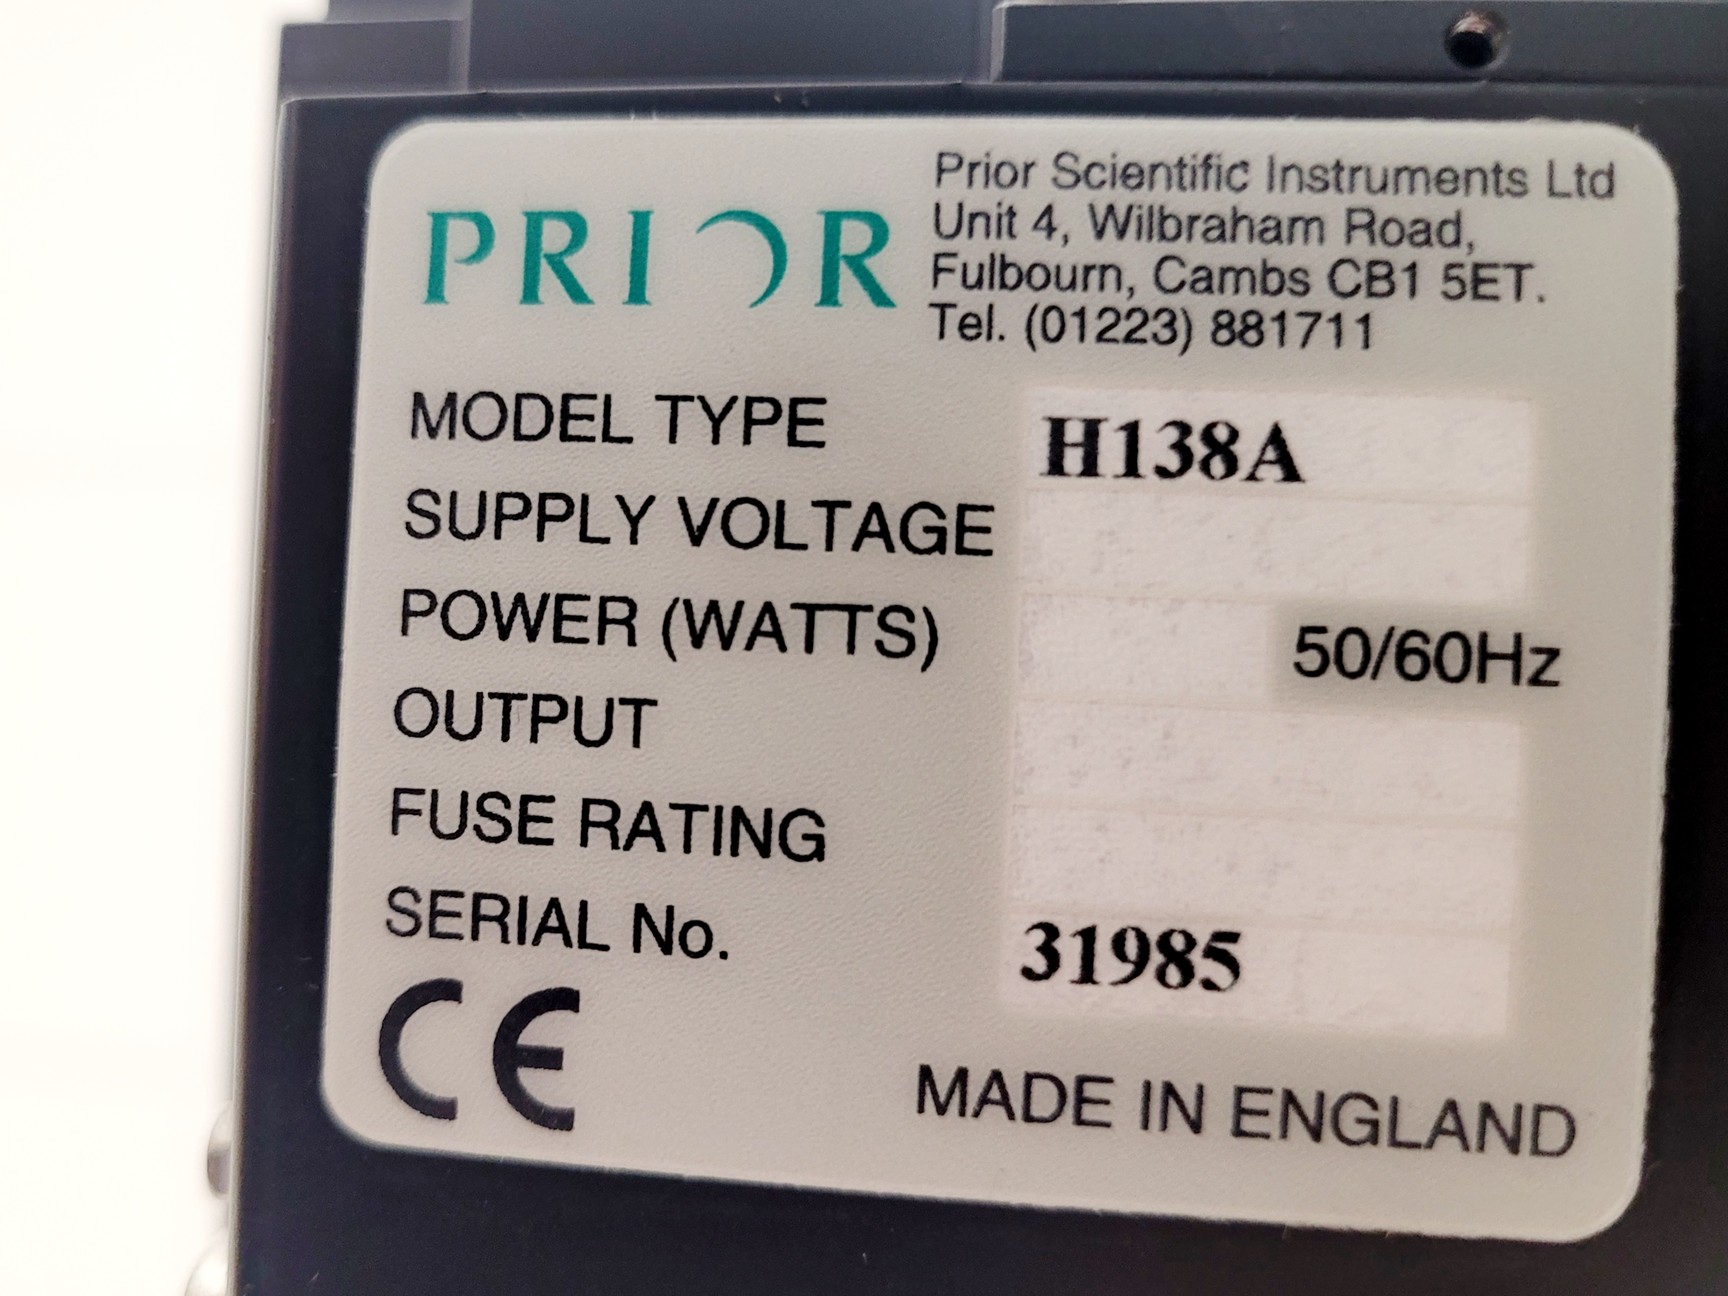 PRIOR
Prior Scientific Instruments Ltd
Unit 4, Wilbraham Road,
Fulbourn, Cambs CB1 5ET.
Tel. (01223) 881711
MODEL TYPE H138A
SUPPLY VOLTAGE
POWER (WATTS) 50/60Hz
OUTPUT
FUSE RATING
SERIAL No. 31985
CE
MADE IN ENGLAND